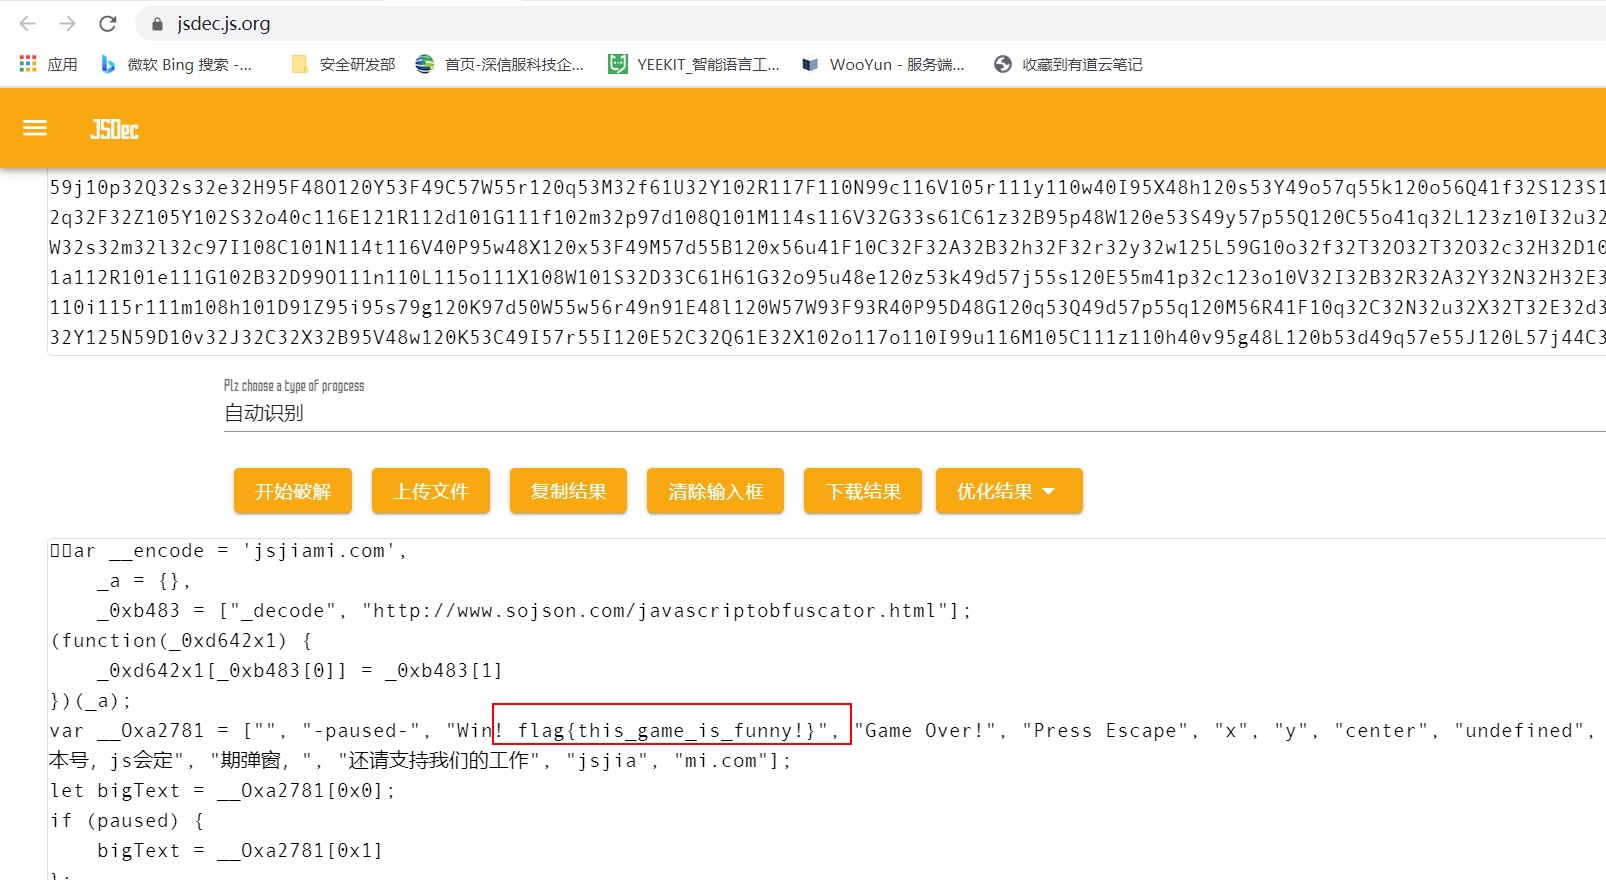 jsdec.js.org
应用 微软 Bing 搜索 -... 安全研发部 首页-深信服科技企... YEEKIT_智能语言工... WooYun - 服务端... 收藏到有道云笔记
JSDec
59j10p32Q32s32e32H95F48O120Y53F49C57W55r120q53M32f61U32Y102R117F110N99c116V105r111y110w40I95X48h120s53Y49o57q55k120o56Q41f32S123S1
2q32F32Z105Y102S32o40c116E121R112d101G111f102m32p97d108Q101M114s116V32G33s61C61z32B95p48W120e53S49y57p55Q120C55o41q32L123z10I32u32
W32s32m32l32c97I108C101N114t116V40P95w48X120x53F49M57d55B120x56u41F10C32F32A32B32h32F32r32y32w125L59G10o32f32T32O32T32O32c32H32D10
1a112R101e111G102B32D99O111n110L115o111X108W101S32D33C61H61G32o95u48e120z53k49d57j55s120E55m41p32c123o10V32I32B32R32A32Y32N32H32E3
110i115r111m108h101D91Z95i95s79g120K97d50W55w56r49n91E48l120W57W93F93R40P95D48G120q53Q49d57p55q120M56R41F10q32C32N32u32X32T32E32d3
32Y125N59D10v32J32C32X32B95V48w120K53C49I57r55I120E52C32Q61E32X102o117o110I99u116M105C111z110h40v95g48L120b53d49q57e55J120L57j44C3
Plz choose a type of progcess
自动识别
开始破解 上传文件 复制结果 清除输入框 下载结果 优化结果
ar __encode = 'jsjiami.com',
_a = {},
_0xb483 = ["_decode", "http://www.sojson.com/javascriptobfuscator.html"];
(function(_0xd642x1) {
_0xd642x1[_0xb483[0]] = _0xb483[1]
})(_a);
var __Oxa2781 = ["", "-paused-", "Win! flag{this_game_is_funny!}", "Game Over!", "Press Escape", "x", "y", "center", "undefined",
本号，js会定", "期弹窗，", "还请支持我们的工作", "jsjia", "mi.com"];
let bigText = __Oxa2781[0x0];
if (paused) {
bigText = __Oxa2781[0x1]
};